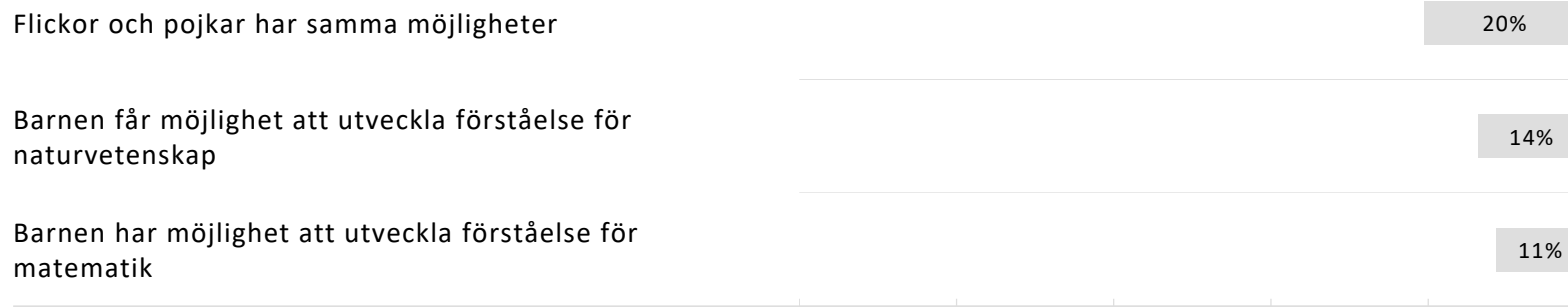 Flickor och pojkar har samma möjligheter
20%
Barnen får möjlighet att utveckla förståelse för
naturvetenskap
14%
Barnen har möjlighet att utveckla förståelse för
matematik
11%